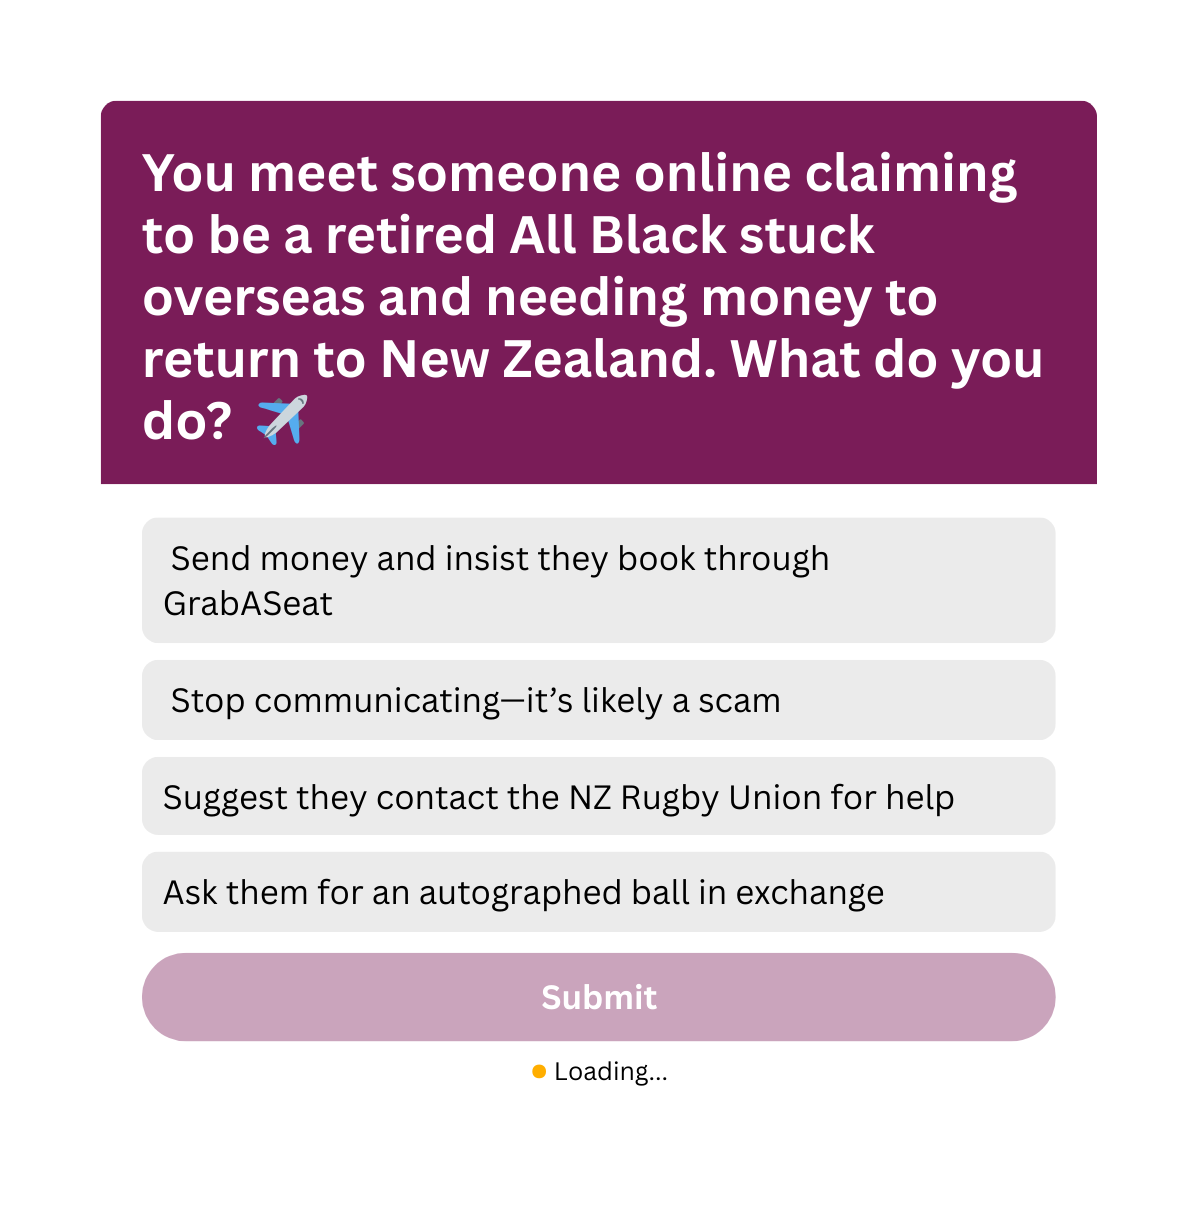 You meet someone online claiming
to be a retired All Black stuck
overseas and needing money to
return to New Zealand. What do you
do? ✈️
Send money and insist they book through
GrabASeat
Stop communicating—it’s likely a scam
Suggest they contact the NZ Rugby Union for help
Ask them for an autographed ball in exchange
Submit
Loading...